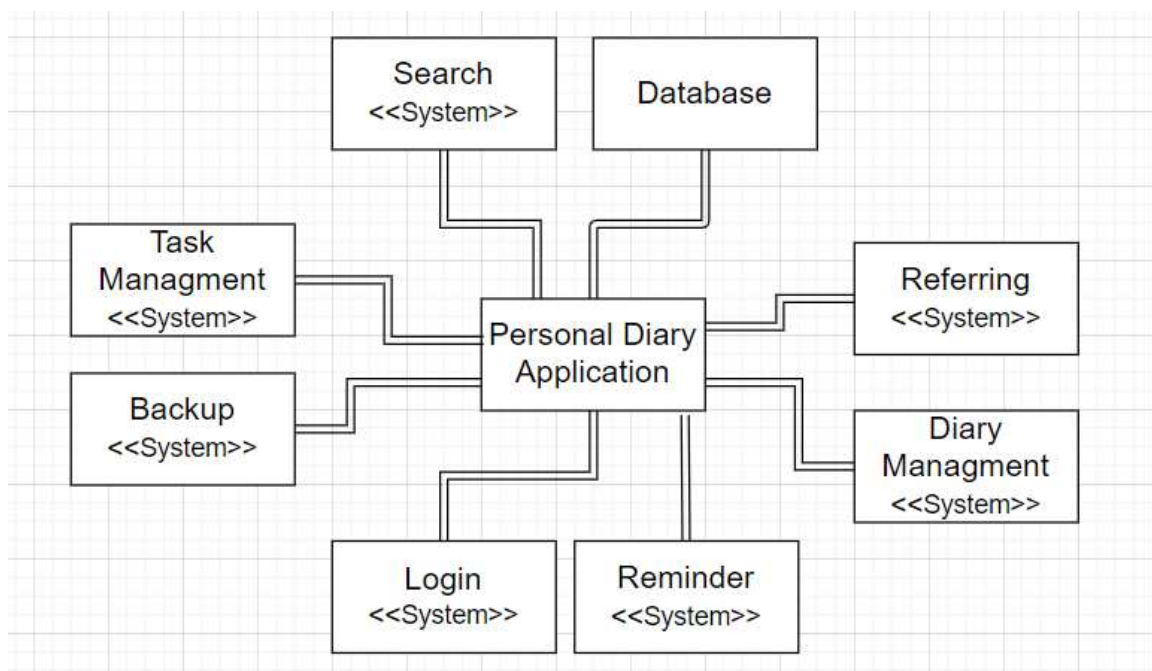 Search
<<System>>
Database
Task
Managment
<<System>>
Referring
<<System>>
Personal Diary
Application
Backup
<<System>>
Diary
Managment
<<System>>
Login
<<System>>
Reminder
<<System>>